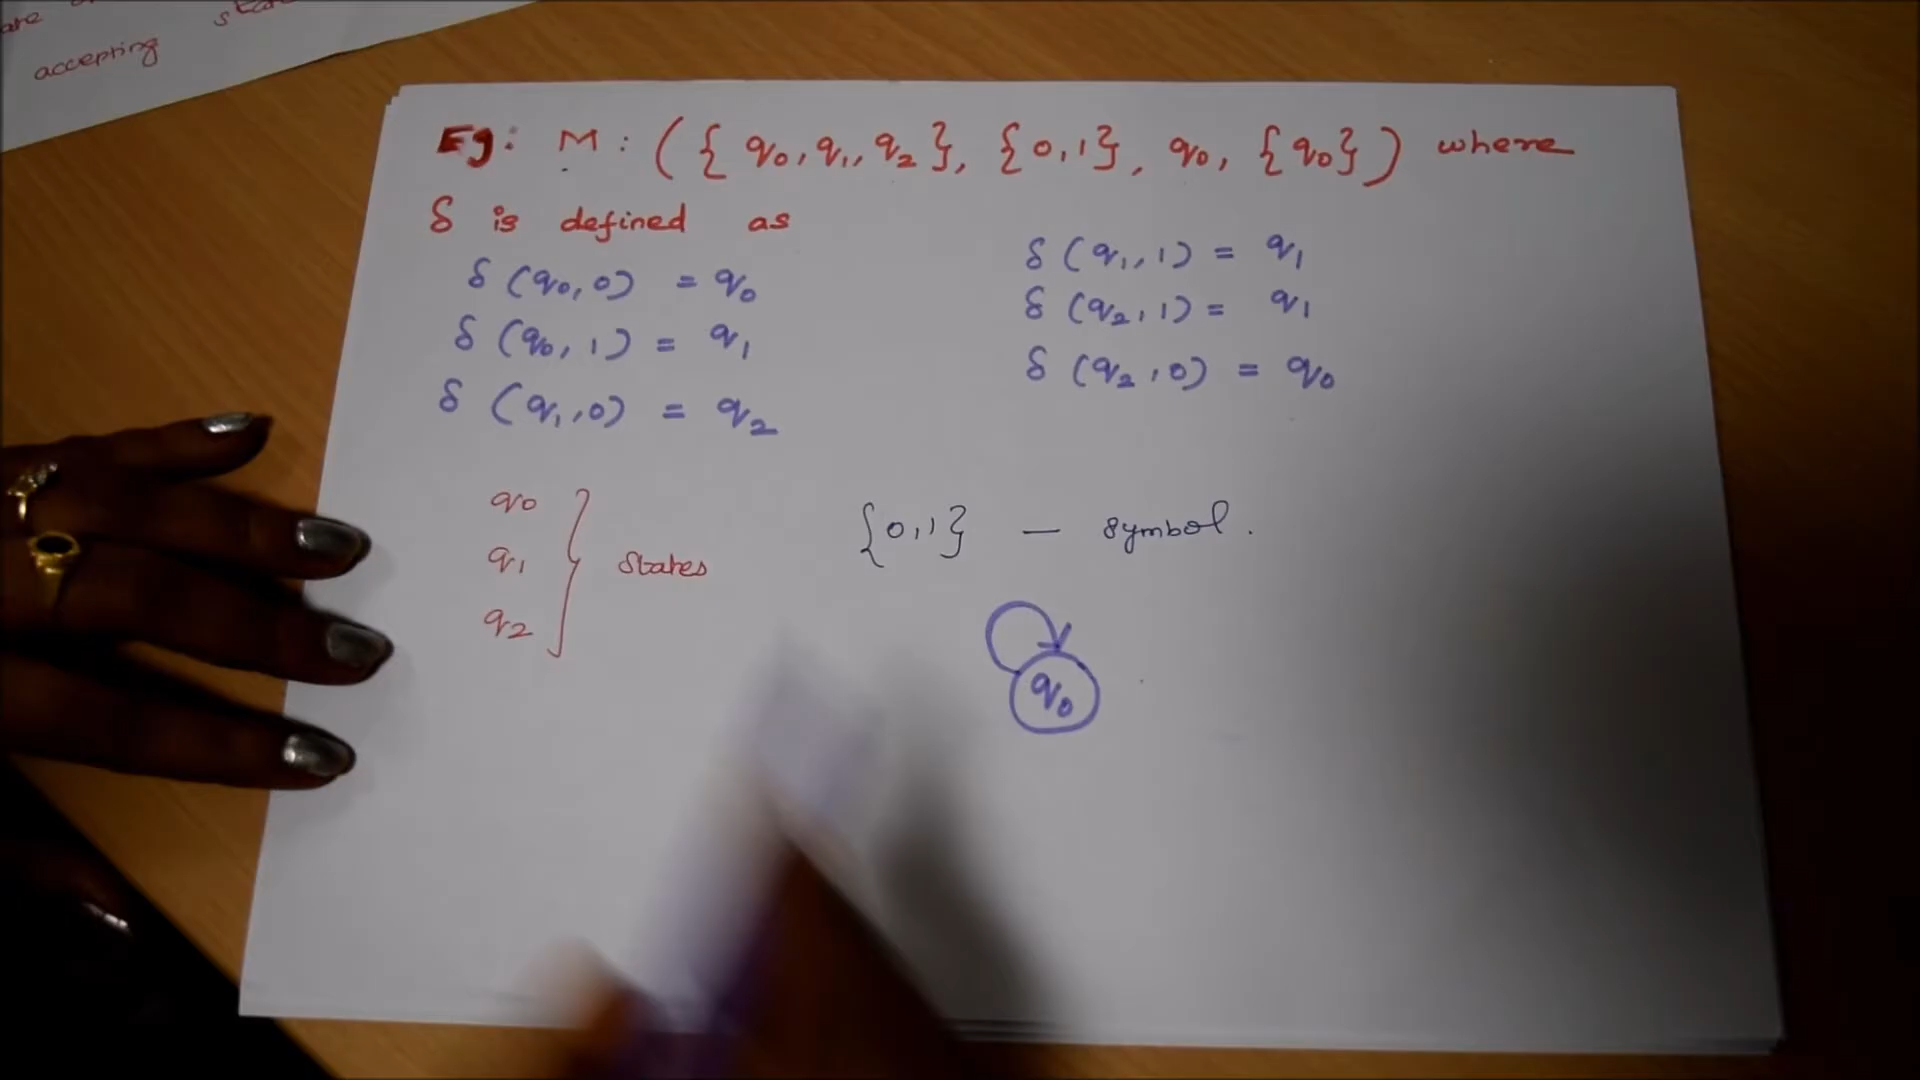 are
accepting
Eg: M : ( { q0, q1, q2 }, { 0,1 }, q0, { q0 } ) where
δ is defined as
δ (q0, 0) = q0
δ (q0, 1) = q1
δ (q1, 0) = q2
δ (q1, 1) = q1
δ (q2, 1) = q1
δ (q2, 0) = q0
q0
q1
q2
States
{0,1} — symbol.
q0